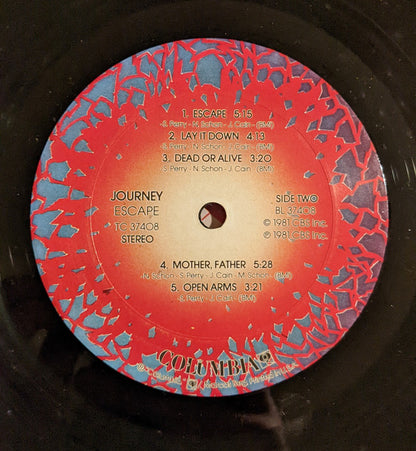 1. ESCAPE 5:15
- S. Perry - N. Schon - J. Cain - (BMI)
2. LAY IT DOWN 4:13
- S. Perry - N. Schon - J. Cain - (BMI)
3. DEAD OR ALIVE 3:20
- S. Perry - N. Schon - J. Cain - (BMI)
JOURNEY
ESCAPE
TC 37408
STEREO
SIDE TWO
BL 37408
© 1981 CBS Inc.
℗ 1981 CBS Inc.
4. MOTHER, FATHER 5:28
- N. Schon - S. Perry - J. Cain - M. Schon - (BMI)
5. OPEN ARMS 3:21
- S. Perry - J. Cain - (BMI)
COLUMBIA